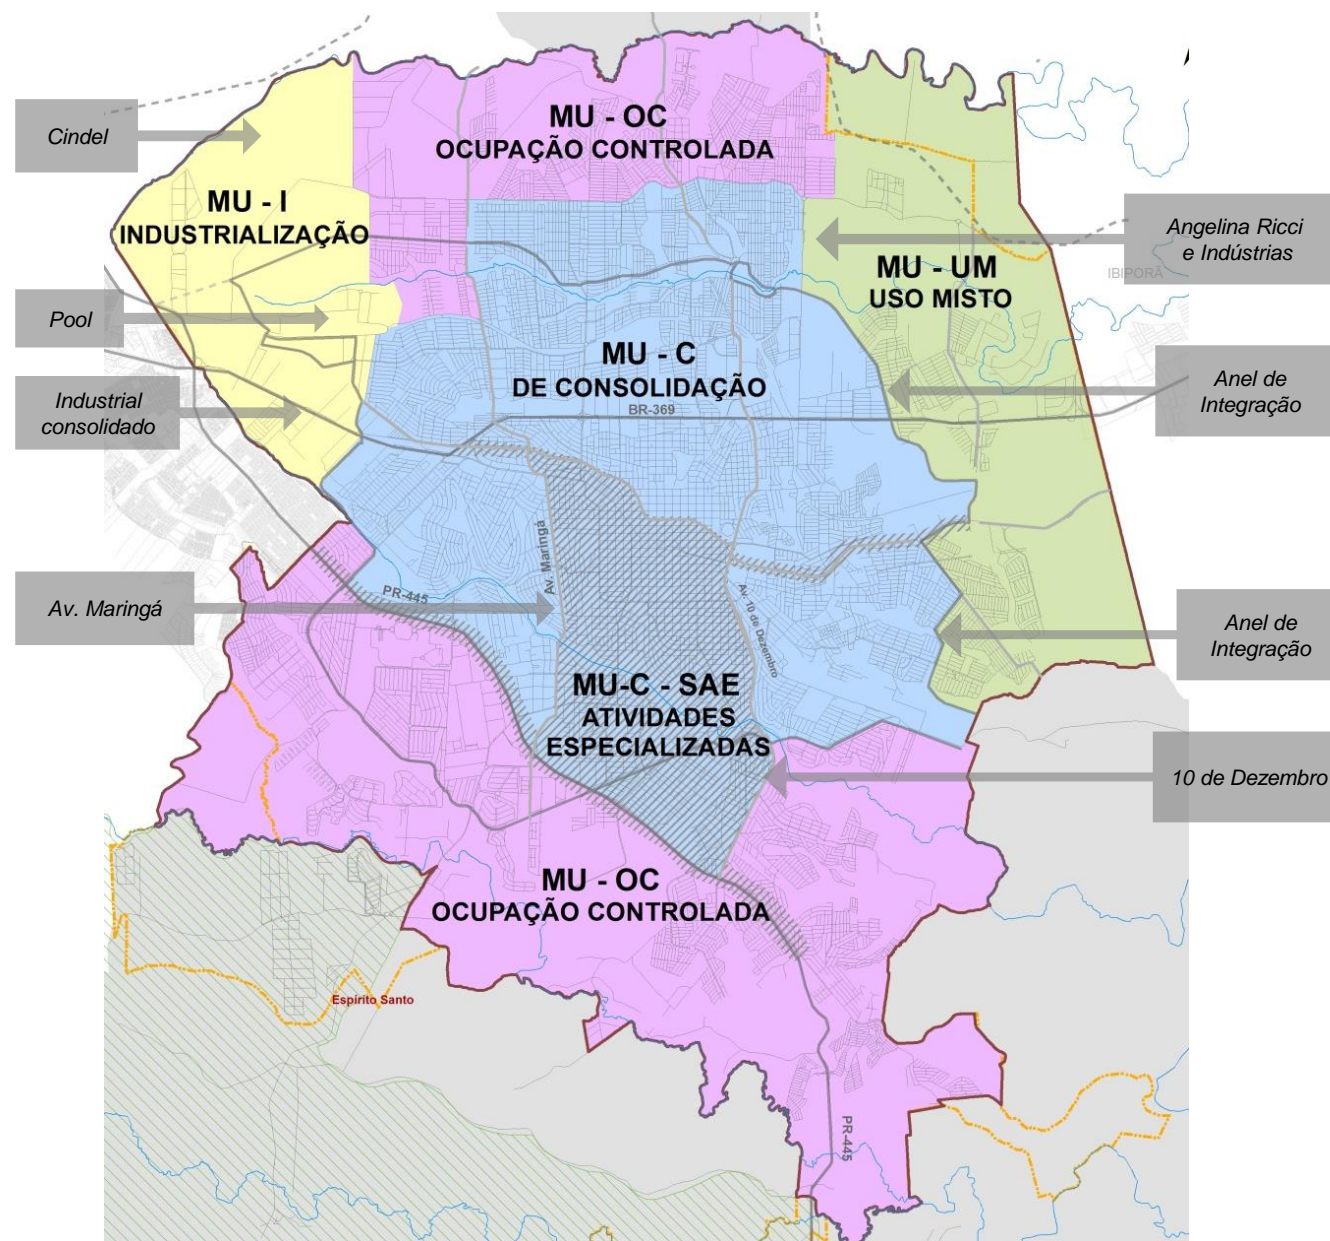 MU - OC
OCUPAÇÃO CONTROLADA
Cindel
MU - I
INDUSTRIALIZAÇÃO
Angelina Ricci
e Indústrias
MU - UM
USO MISTO
IBIPORÃ
Pool
MU - C
DE CONSOLIDAÇÃO
BR-369
Anel de
Integração
Industrial
consolidado
Av. Maringá
Av. Maringá
PR-445
Av. 10 de Dezembro
Anel de
Integração
MU-C - SAE
ATIVIDADES
ESPECIALIZADAS
10 de Dezembro
MU - OC
OCUPAÇÃO CONTROLADA
Espírito Santo
PR-445